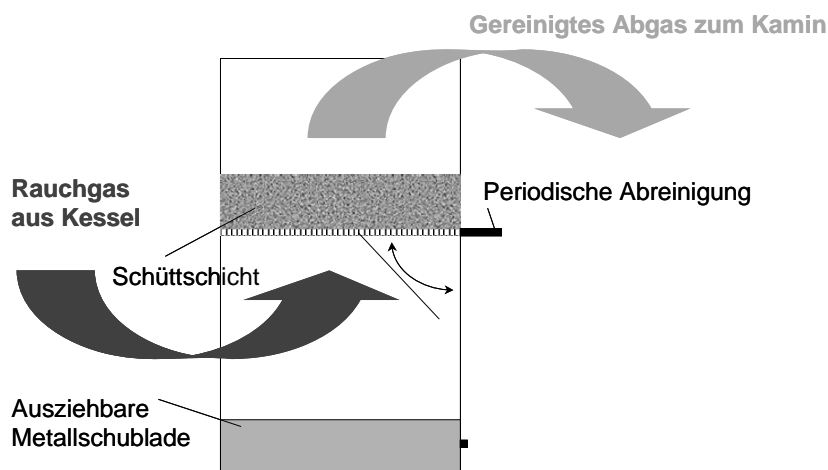 Gereinigtes Abgas zum Kamin
Rauchgas
aus Kessel
Periodische Abreinigung
Schüttschicht
Ausziehbare
Metallschublade